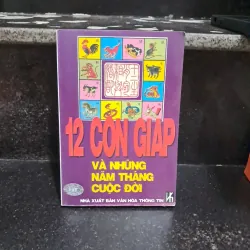 12 CON GIÁP
VÀ NHỮNG
NĂM THÁNG
CUỘC ĐỜI
NHÀ XUẤT BẢN VĂN HÓA THÔNG TIN